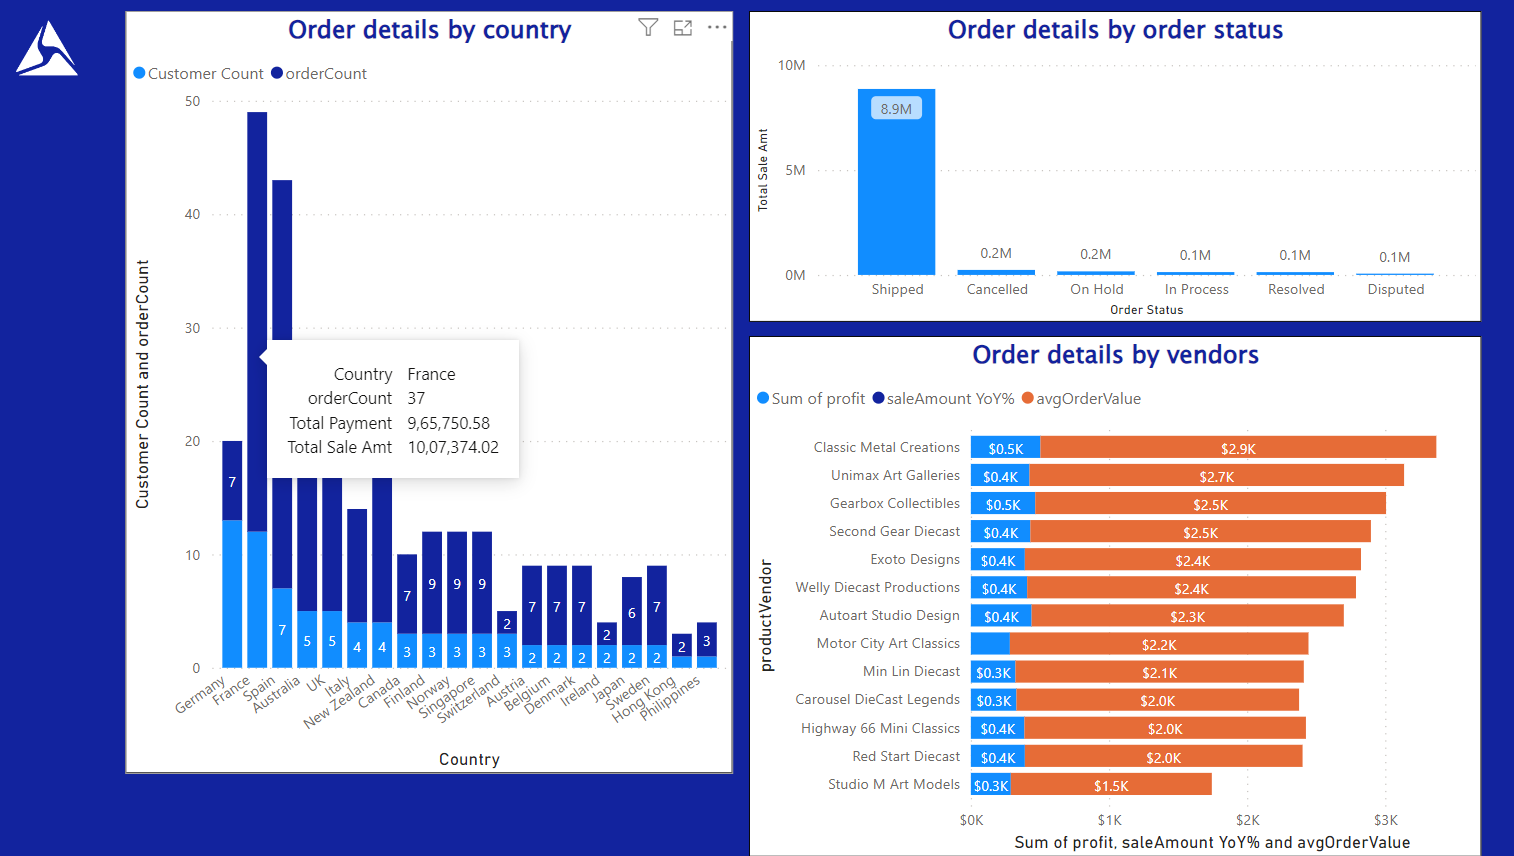 Order details by country
Customer Count orderCount
50
40
30
20
10
0
Customer Count and orderCount
Country France
orderCount 37
Total Payment 9,65,750.58
Total Sale Amt 10,07,374.02
7
7 5 5 4 4
7 9 9 9 2 7 7 7 2 6 7 2 3
3 3 3 3 3 2 2 2 2 2 2
Germany
France
Spain
Australia
UK
Italy
New Zealand
Canada
Finland
Norway
Singapore
Switzerland
Austria
Belgium
Denmark
Ireland
Japan
Sweden
Hong Kong
Philippines
Country
Order details by order status
10M
5M
0M
Total Sale Amt
8.9M
0.2M 0.2M 0.1M 0.1M 0.1M
Shipped Cancelled On Hold In Process Resolved Disputed
Order Status
Order details by vendors
Sum of profit saleAmount YoY% avgOrderValue
productVendor
Classic Metal Creations $0.5K $2.9K
Unimax Art Galleries $0.4K $2.7K
Gearbox Collectibles $0.5K $2.5K
Second Gear Diecast $0.4K $2.5K
Exoto Designs $0.4K $2.4K
Welly Diecast Productions $0.4K $2.4K
Autoart Studio Design $0.4K $2.3K
Motor City Art Classics $2.2K
Min Lin Diecast $0.3K $2.1K
Carousel DieCast Legends $0.3K $2.0K
Highway 66 Mini Classics $0.4K $2.0K
Red Start Diecast $0.4K $2.0K
Studio M Art Models $0.3K $1.5K
$0K $1K $2K $3K
Sum of profit, saleAmount YoY% and avgOrderValue